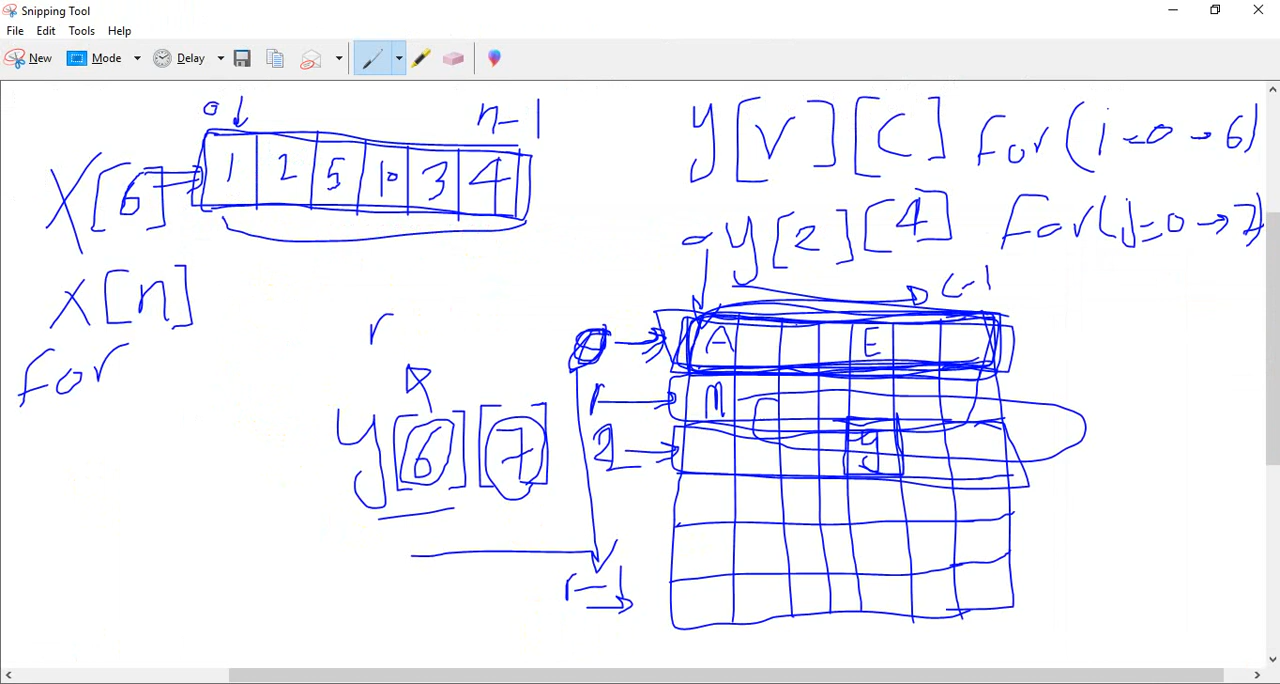 Snipping Tool
File Edit Tools Help
New Mode Delay
0 n-1
X[6] 1 2 5 10 3 4
x[n]
for
y[r][c] for(i=0→6)
y[2][4] for(j=0→7)
0 c-1
r
y[6][7]
A E
1 M
2 9
r-1